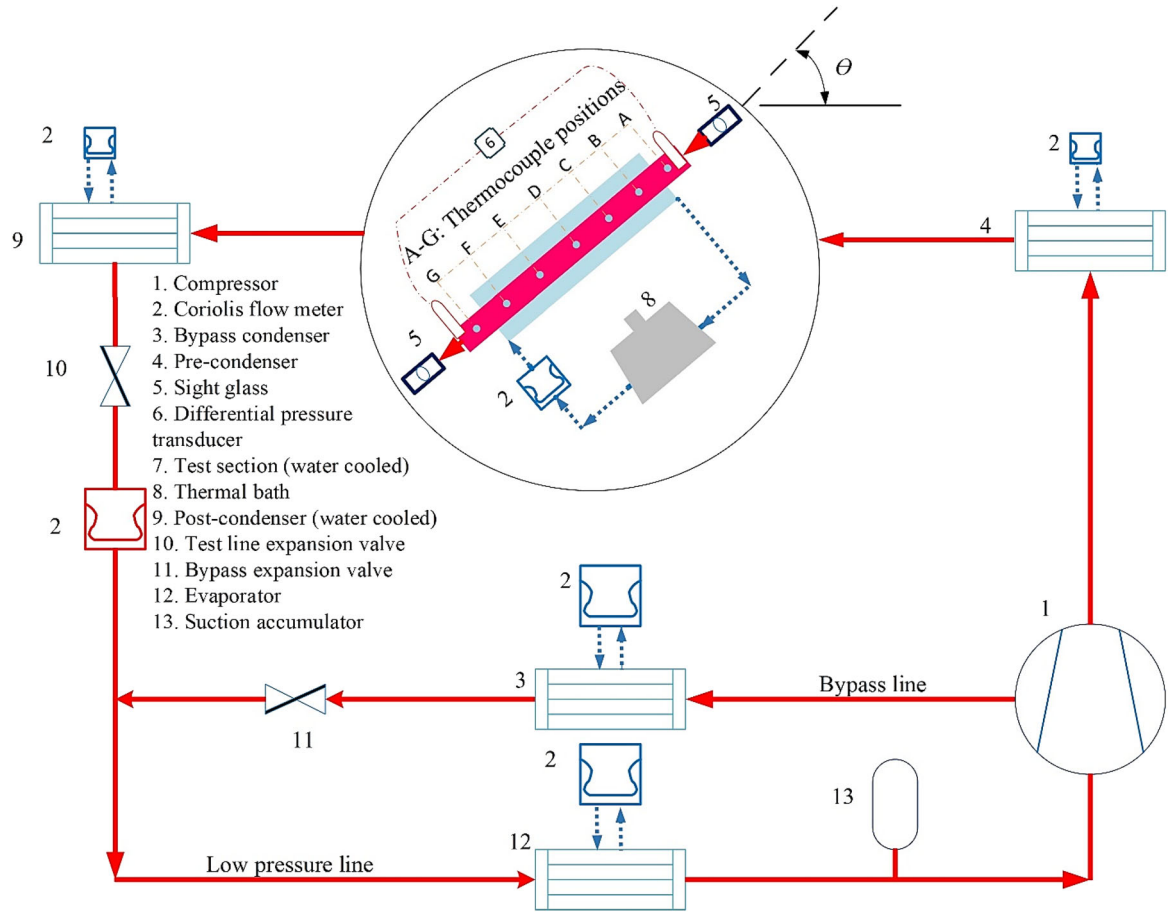 θ
5
A-G: Thermocouple positions
6
A
B
C
D
E
F
G
2
2
9
4
8
5
2
1. Compressor
2. Coriolis flow meter
3. Bypass condenser
4. Pre-condenser
5. Sight glass
6. Differential pressure
transducer
7. Test section (water cooled)
8. Thermal bath
9. Post-condenser (water cooled)
10. Test line expansion valve
11. Bypass expansion valve
12. Evaporator
13. Suction accumulator
10
2
2
1
3
Bypass line
11
2
13
12
Low pressure line